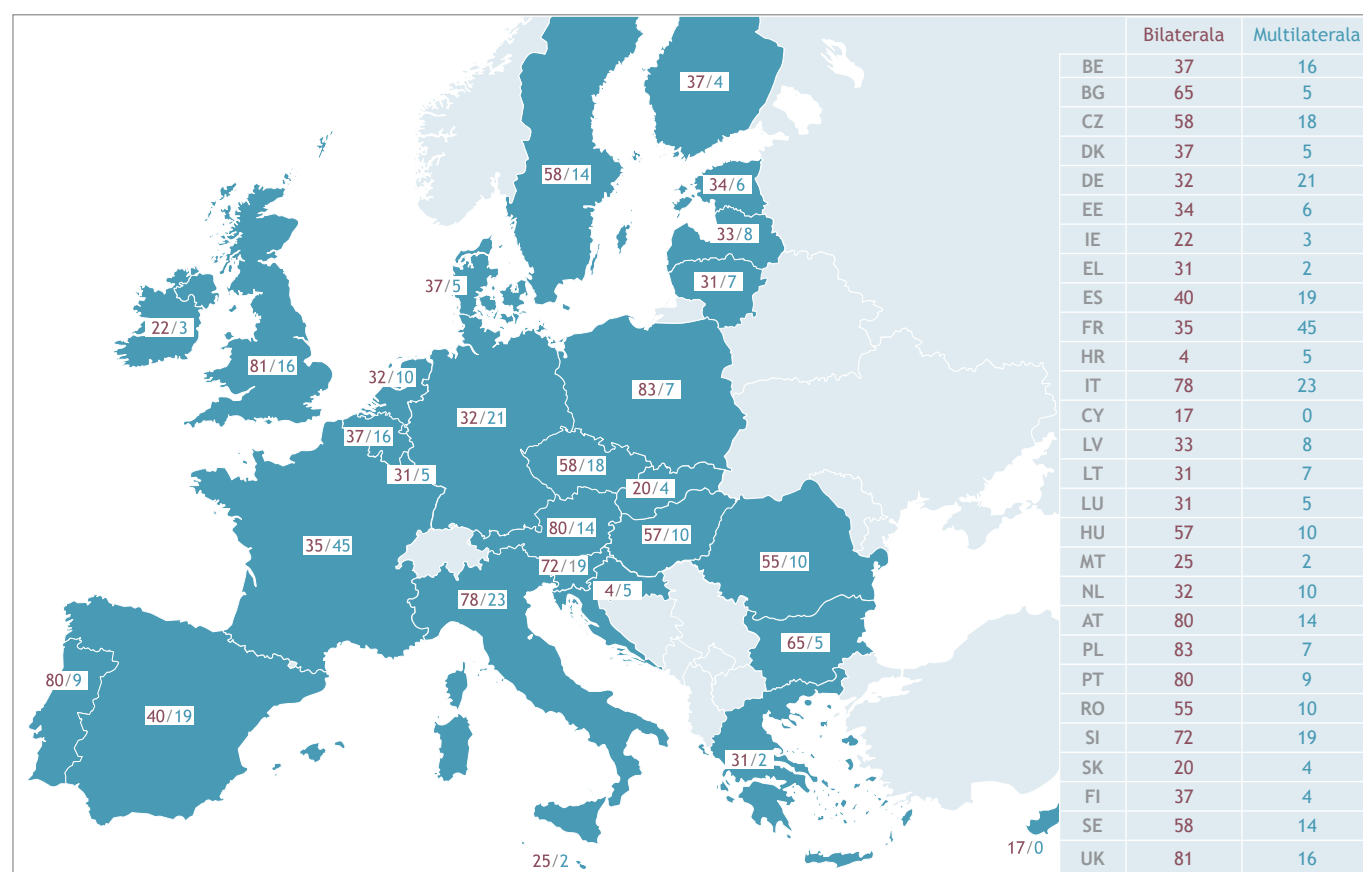 Bilaterala Multilaterala
BE 37 16
BG 65 5
CZ 58 18
DK 37 5
DE 32 21
EE 34 6
IE 22 3
EL 31 2
ES 40 19
FR 35 45
HR 4 5
IT 78 23
CY 17 0
LV 33 8
LT 31 7
LU 31 5
HU 57 10
MT 25 2
NL 32 10
AT 80 14
PL 83 7
PT 80 9
RO 55 10
SI 72 19
SK 20 4
FI 37 4
SE 58 14
UK 81 16
37/4
58/14
34/6
33/8
31/7
37/5
22/3
81/16
32/10
83/7
32/21
37/16
58/18
31/5
20/4
80/14
57/10
35/45
55/10
72/19
4/5
78/23
65/5
80/9
40/19
31/2
17/0
25/2